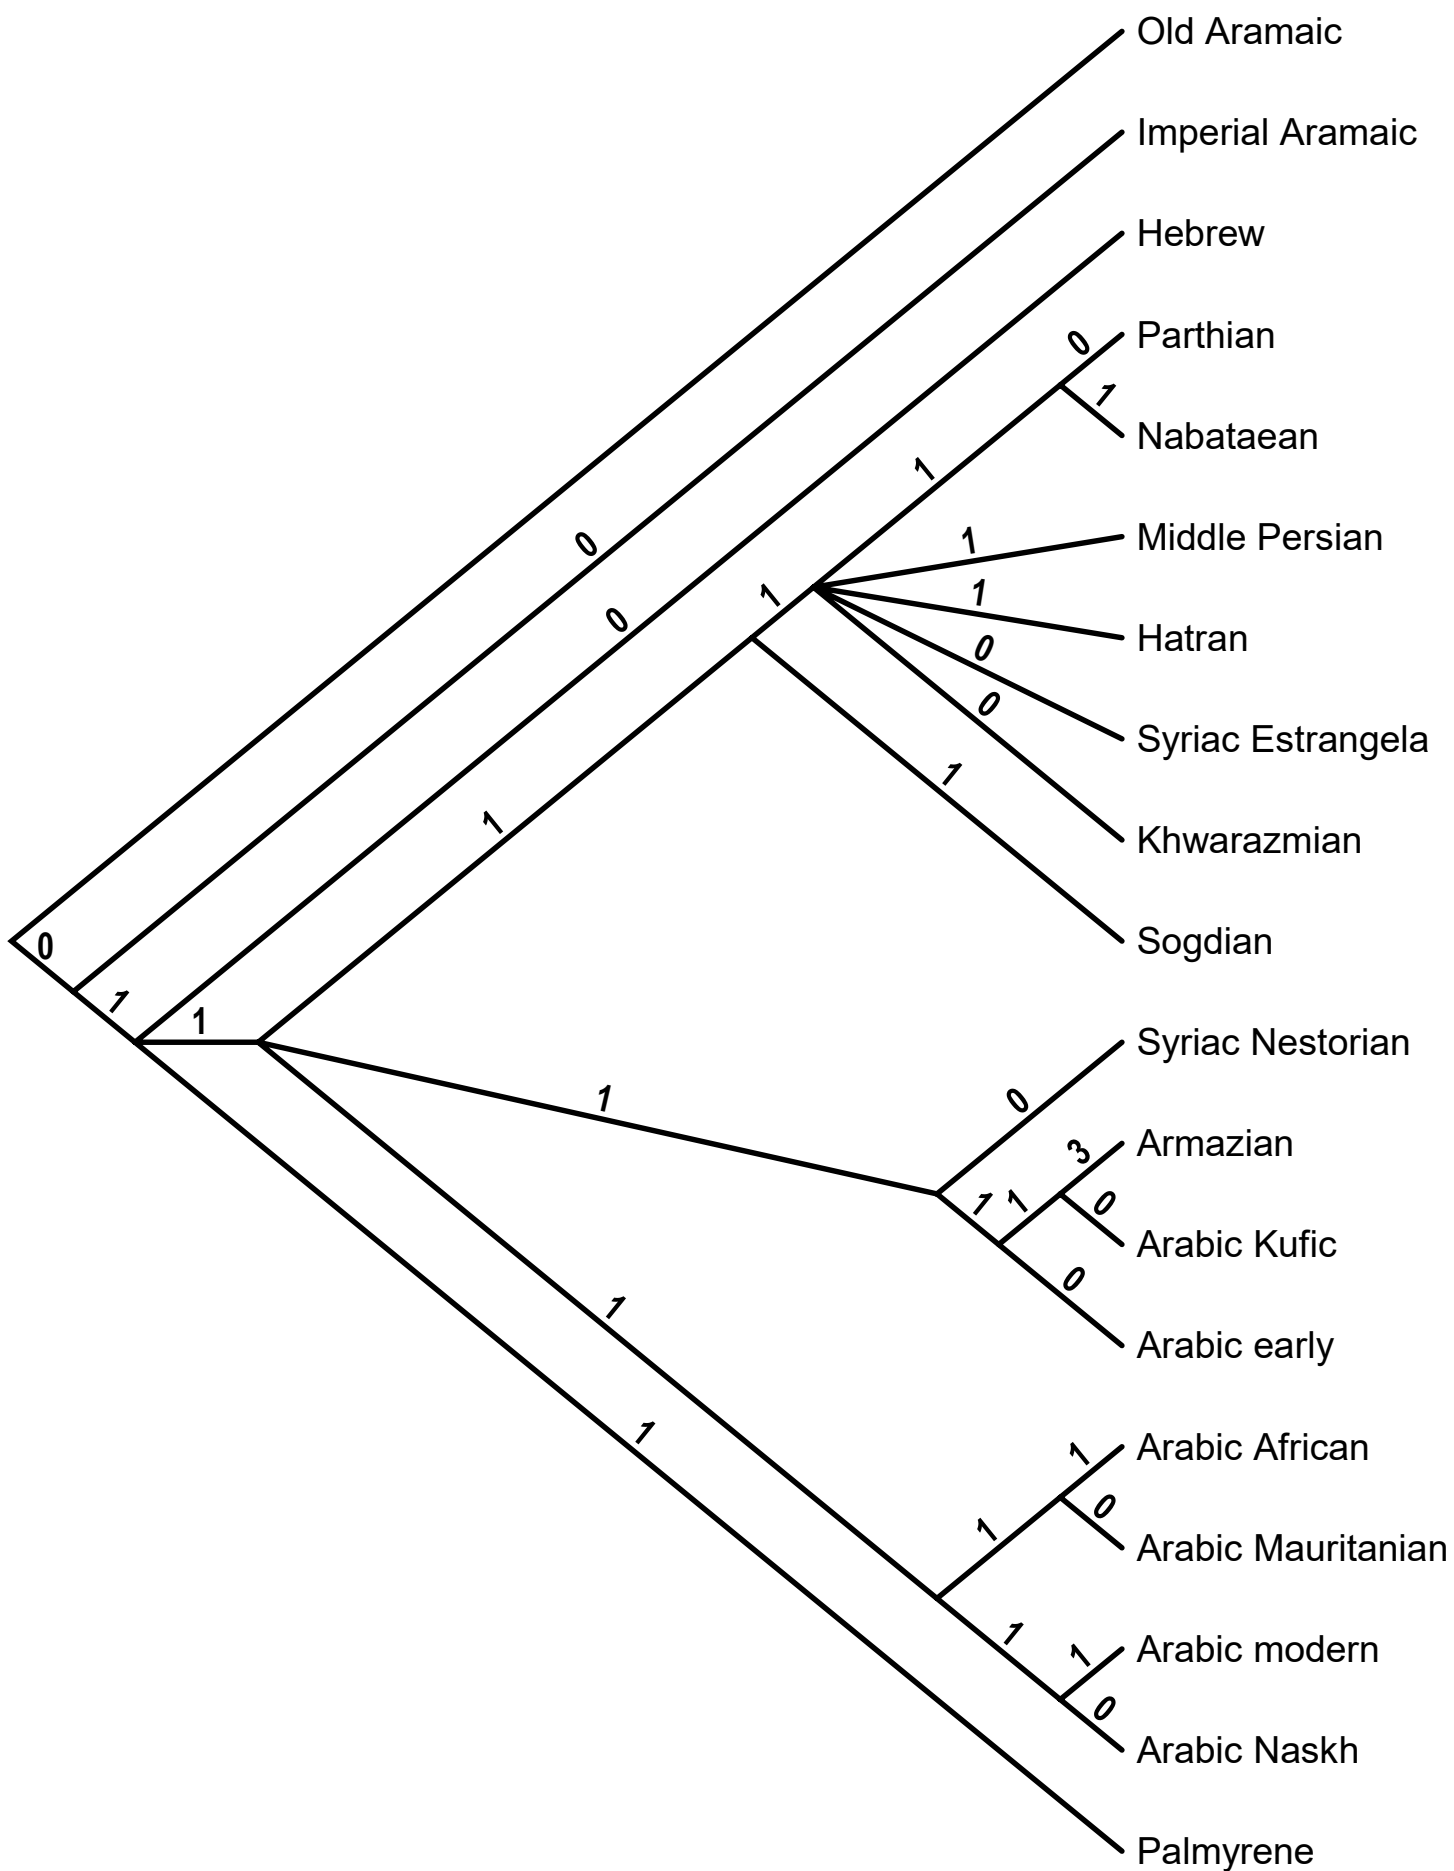 Old Aramaic
Imperial Aramaic
Hebrew
0
Parthian
1
Nabataean
1
1
Middle Persian
0
1
1
Hatran
0
0
Syriac Estrangela
0
1
1
Khwarazmian
0
Sogdian
1
1
Syriac Nestorian
1
0
3
Armazian
1
1
0
Arabic Kufic
0
1
Arabic early
1
1
Arabic African
1
0
Arabic Mauritanian
1
1
Arabic modern
0
Arabic Naskh
Palmyrene